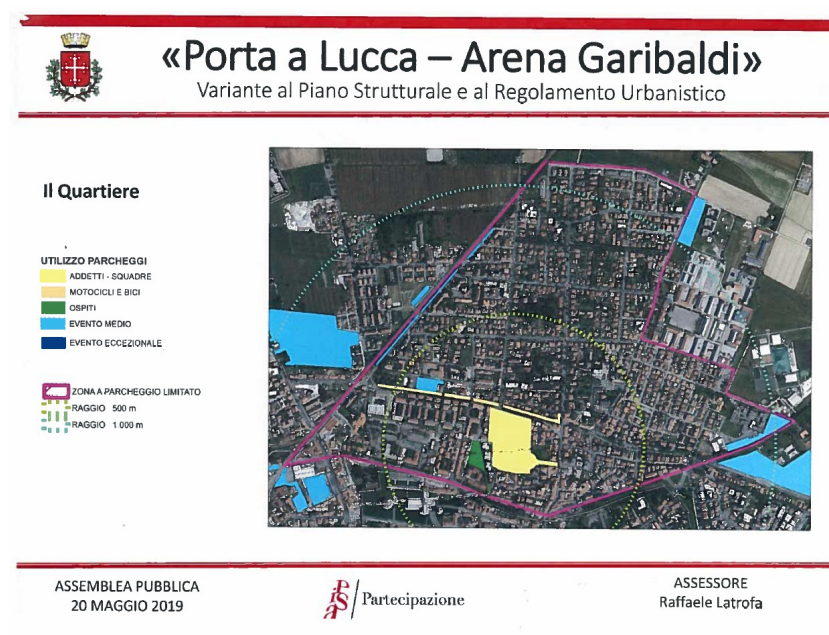 «Porta a Lucca – Arena Garibaldi»
Variante al Piano Strutturale e al Regolamento Urbanistico
Il Quartiere
UTILIZZO PARCHEGGI
ADDETTI - SQUADRE
MOTOCICLI E BICI
OSPITI
EVENTO MEDIO
EVENTO ECCEZIONALE
ZONA A PARCHEGGIO LIMITATO
RAGGIO 500 m
RAGGIO 1.000 m
ASSEMBLEA PUBBLICA
20 MAGGIO 2019
PISA
Partecipazione
ASSESSORE
Raffaele Latrofa